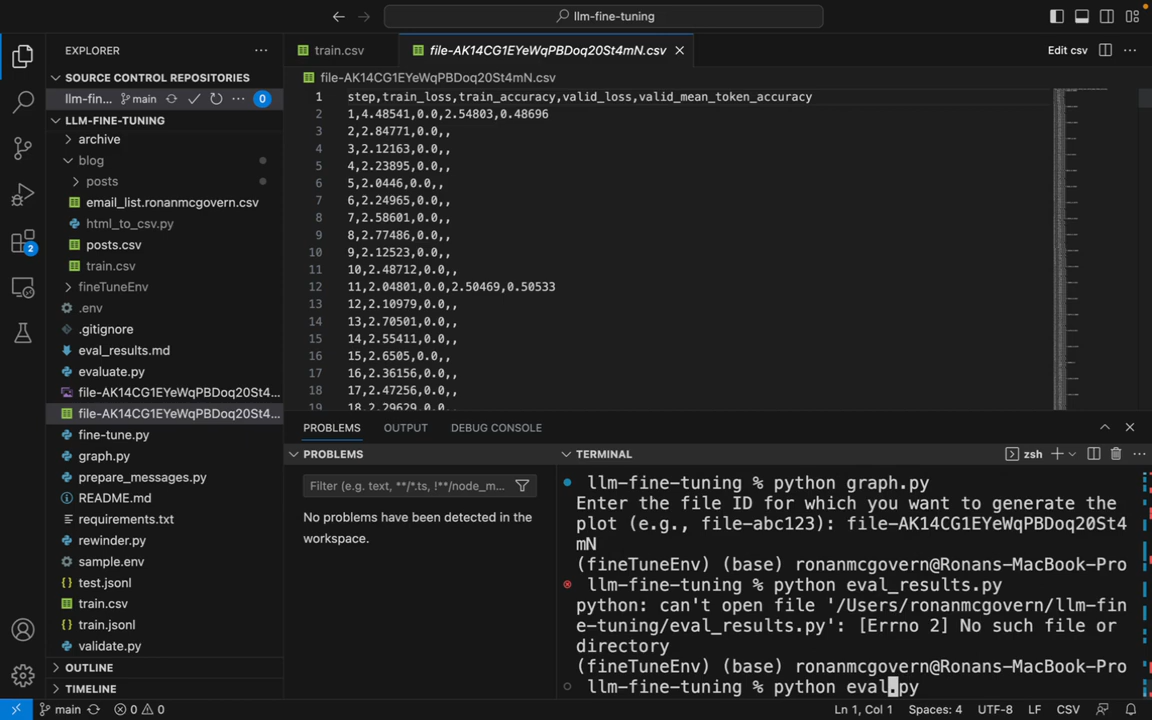 llm-fine-tuning
EXPLORER
SOURCE CONTROL REPOSITORIES
llm-fin... main 0
LLM-FINE-TUNING
archive
blog
posts
email_list.ronanmcgovern.csv
html_to_csv.py
posts.csv
train.csv
fineTuneEnv
.env
.gitignore
eval_results.md
evaluate.py
file-AK14CG1EYeWqPBDoq20St4...
file-AK14CG1EYeWqPBDoq20St4...
fine-tune.py
graph.py
prepare_messages.py
README.md
requirements.txt
rewinder.py
sample.env
test.jsonl
train.csv
train.jsonl
validate.py
OUTLINE
TIMELINE
2
train.csv
file-AK14CG1EYeWqPBDoq20St4mN.csv
Edit csv
file-AK14CG1EYeWqPBDoq20St4mN.csv
1 step,train_loss,train_accuracy,valid_loss,valid_mean_token_accuracy
2 1,4.48541,0.0,2.54803,0.48696
3 2,2.84771,0.0,,
4 3,2.12163,0.0,,
5 4,2.23895,0.0,,
6 5,2.0446,0.0,,
7 6,2.24965,0.0,,
8 7,2.58601,0.0,,
9 8,2.77486,0.0,,
10 9,2.12523,0.0,,
11 10,2.48712,0.0,,
12 11,2.04801,0.0,2.50469,0.50533
13 12,2.10979,0.0,,
14 13,2.70501,0.0,,
15 14,2.55411,0.0,,
16 15,2.6505,0.0,,
17 16,2.36156,0.0,,
18 17,2.47256,0.0,,
19 18,2.29629,0.0,,
PROBLEMS OUTPUT DEBUG CONSOLE
PROBLEMS
Filter (e.g. text, **/*.ts, !**/node_m...
No problems have been detected in the
workspace.
TERMINAL
zsh
llm-fine-tuning % python graph.py
Enter the file ID for which you want to generate the
plot (e.g., file-abc123): file-AK14CG1EYeWqPBDoq20St4
mN
(fineTuneEnv) (base) ronanmcgovern@Ronans-MacBook-Pro
llm-fine-tuning % python eval_results.py
python: can't open file '/Users/ronanmcgovern/llm-fin
e-tuning/eval_results.py': [Errno 2] No such file or
directory
(fineTuneEnv) (base) ronanmcgovern@Ronans-MacBook-Pro
llm-fine-tuning % python eval.py
main 0 0
Ln 1, Col 1 Spaces: 4 UTF-8 LF CSV